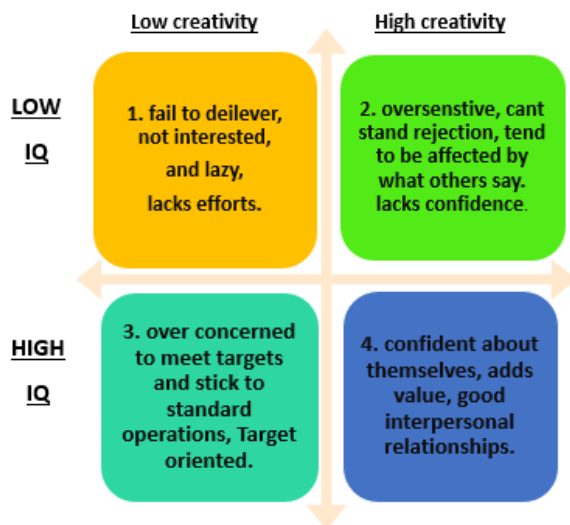 Low creativity
High creativity
LOW
IQ
1. fail to deilever,
not interested,
and lazy,
lacks efforts.
2. oversenstive, cant
stand rejection, tend
to be affected by
what others say.
lacks confidence.
HIGH
IQ
3. over concerned
to meet targets
and stick to
standard
operations, Target
oriented.
4. confident about
themselves, adds
value, good
interpersonal
relationships.